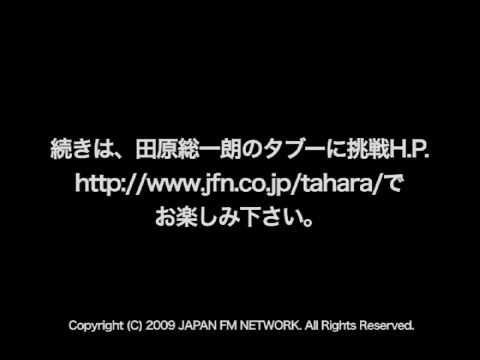 続きは、田原総一朗のタブーに挑戦H.P.
http://www.jfn.co.jp/tahara/で
お楽しみ下さい。
Copyright (C) 2009 JAPAN FM NETWORK. All Rights Reserved.